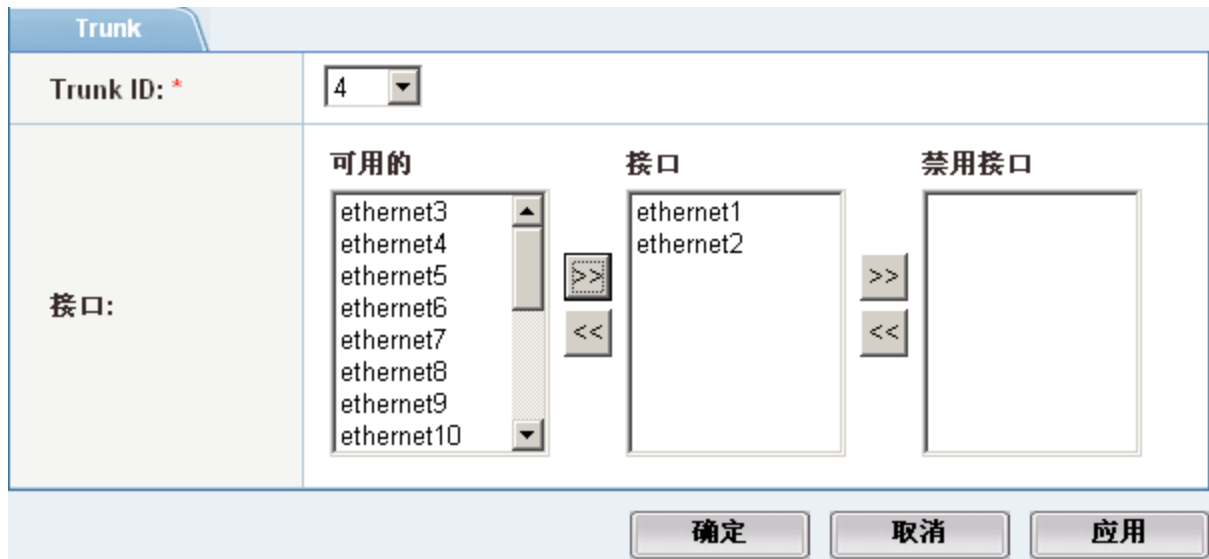 Trunk
Trunk ID: *
4
接口:
可用的
ethernet3
ethernet4
ethernet5
ethernet6
ethernet7
ethernet8
ethernet9
ethernet10
>>
<<
接口
ethernet1
ethernet2
>>
<<
禁用接口
确定
取消
应用